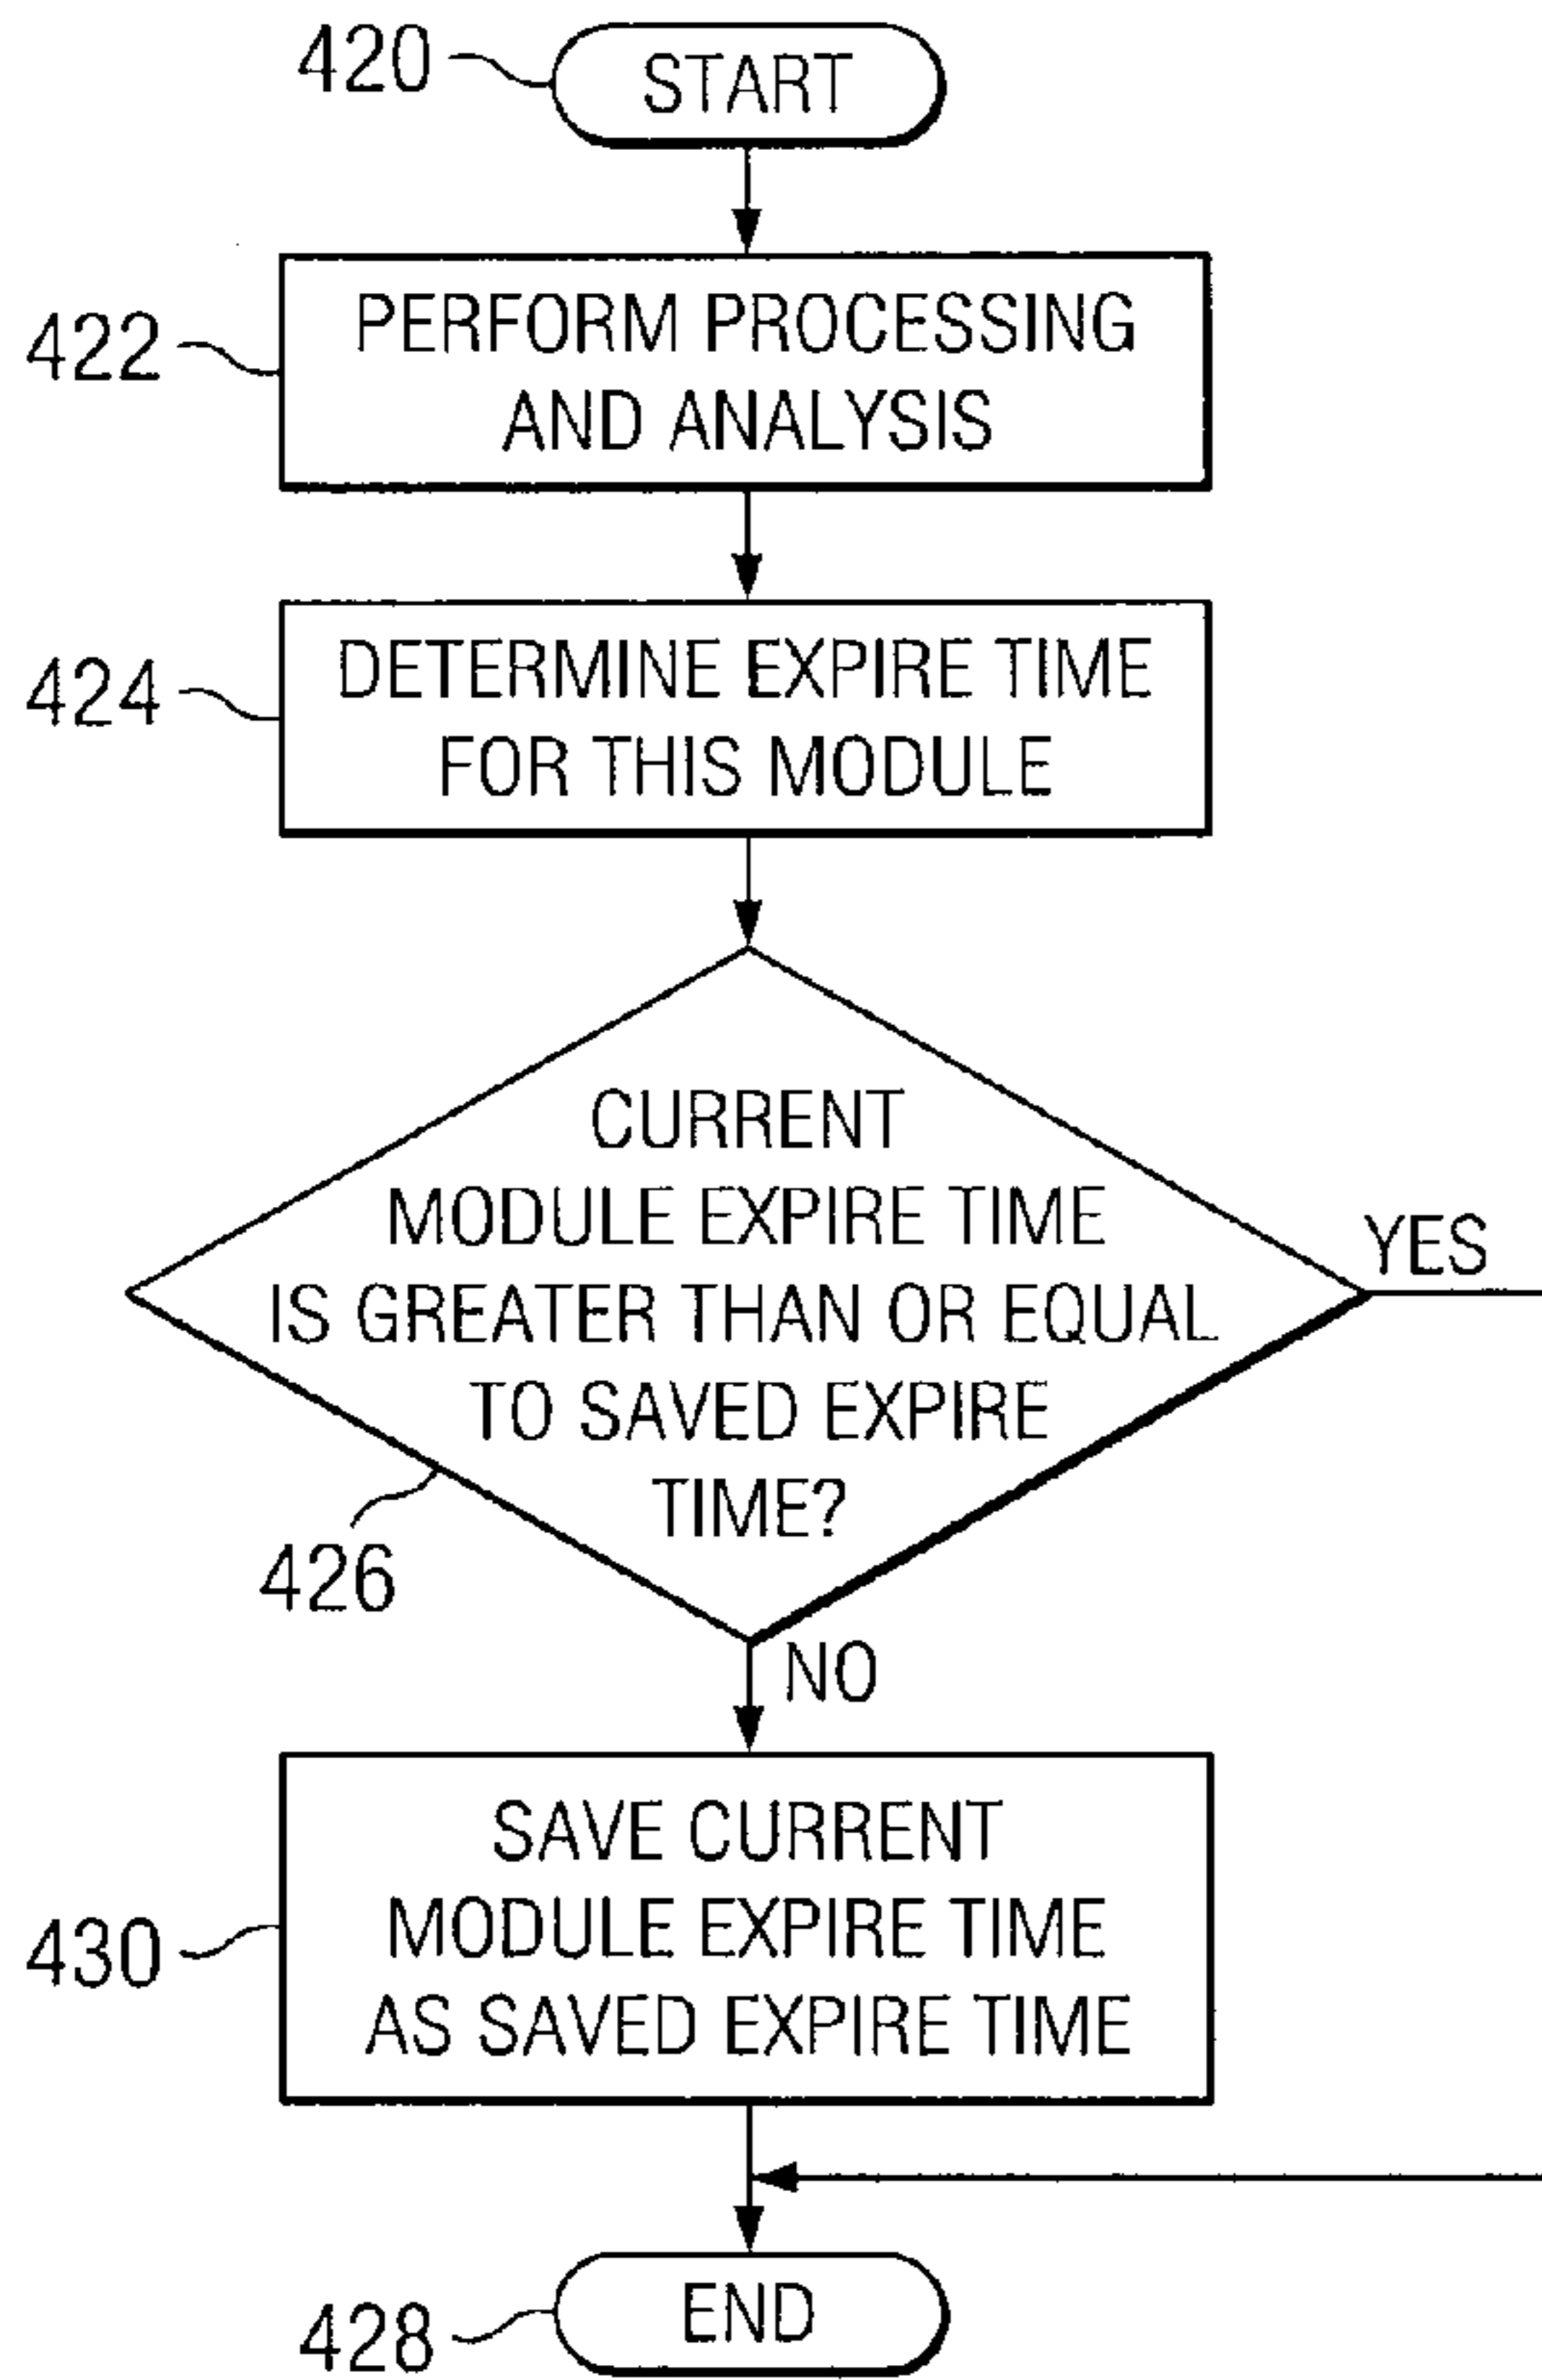 420
START
422
PERFORM PROCESSING
AND ANALYSIS
424
DETERMINE EXPIRE TIME
FOR THIS MODULE
CURRENT
MODULE EXPIRE TIME
IS GREATER THAN OR EQUAL
TO SAVED EXPIRE
TIME?
YES
426
NO
430
SAVE CURRENT
MODULE EXPIRE TIME
AS SAVED EXPIRE TIME
428
END